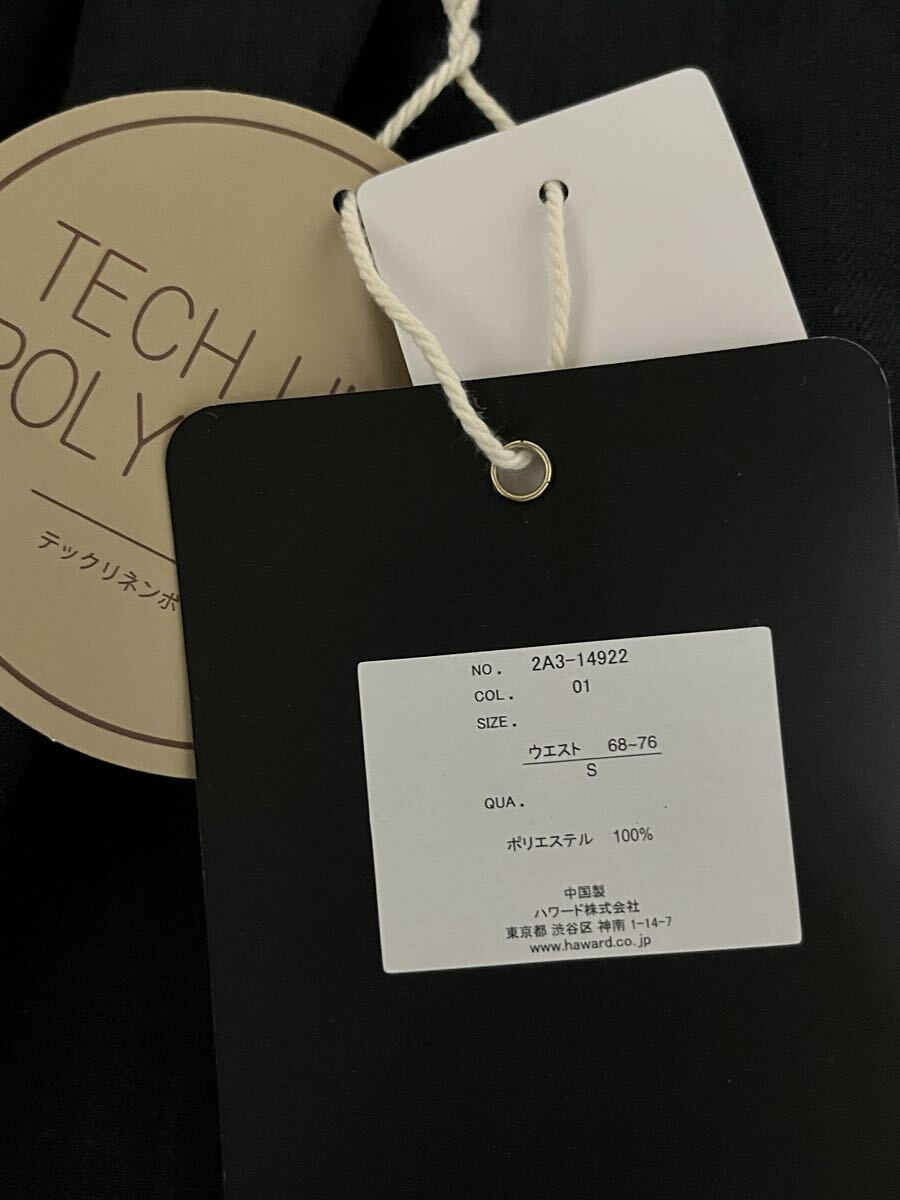 TECH
POLY
テックリネンポ
NO. 2A3-14922
COL. 01
SIZE.
ウエスト 68~76
S
QUA.
ポリエステル 100%
中国製
ハワード株式会社
東京都 渋谷区 神南 1-14-7
www.haward.co.jp